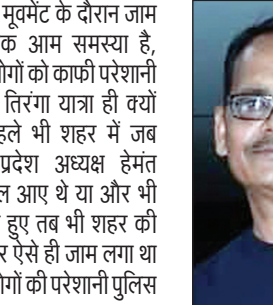 मूवमेंट के दौरान जाम
क आम समस्या है,
गों को काफी परेशानी
तिरंगा यात्रा ही क्यों
हले भी शहर में जब
प्रदेश अध्यक्ष हेमंत
ल आए थे या और भी
हुए तब भी शहर की
र ऐसे ही जाम लगा था
गों की परेशानी पुलिस